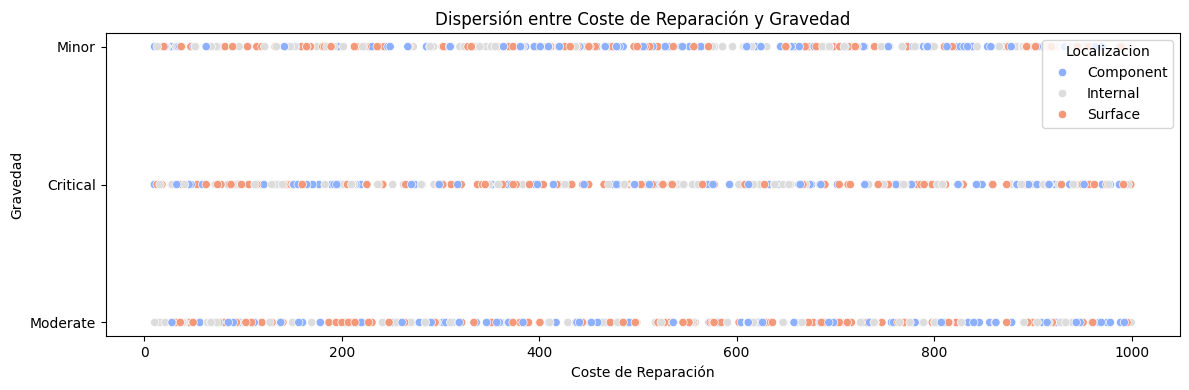 Dispersión entre Coste de Reparación y Gravedad
Minor
Critical
Moderate
Gravedad
Localizacion
Component
Internal
Surface
0
200
400
600
800
1000
Coste de Reparación